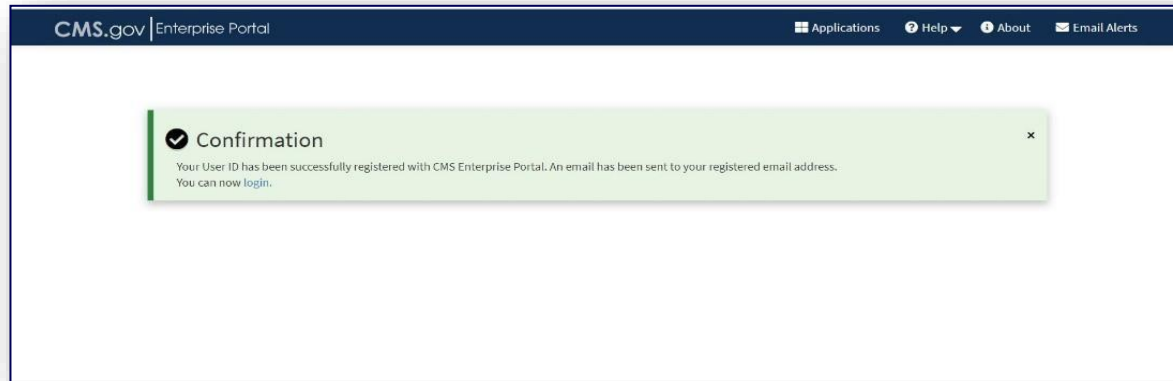 CMS.gov Enterprise Portal
Applications Help About Email Alerts
Confirmation
Your User ID has been successfully registered with CMS Enterprise Portal. An email has been sent to your registered email address.
You can now login.